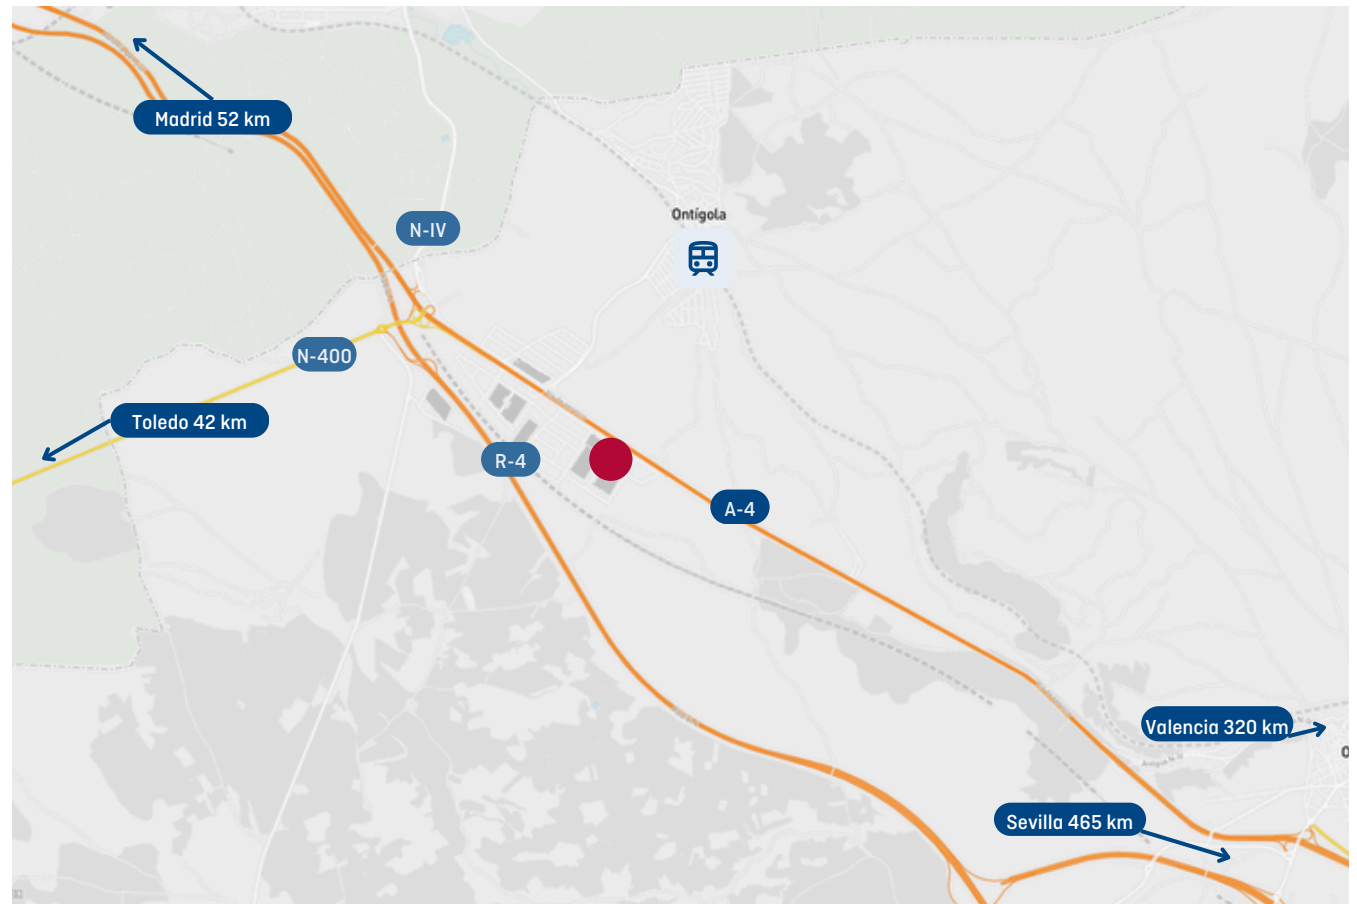 Madrid 52 km
Ontígola
N-IV
N-400
Toledo 42 km
R-4
A-4
Valencia 320 km
Sevilla 465 km